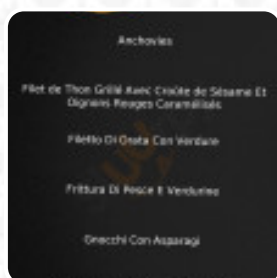 Anchovies
Filet de Thon Grillé Avec Croûte de Sésame Et
Oignons Rouges Caramélisés
Filetto Di Orata Con Verdure
Frittura Di Pesce E Verdurine
Gnocchi Con Asparagi